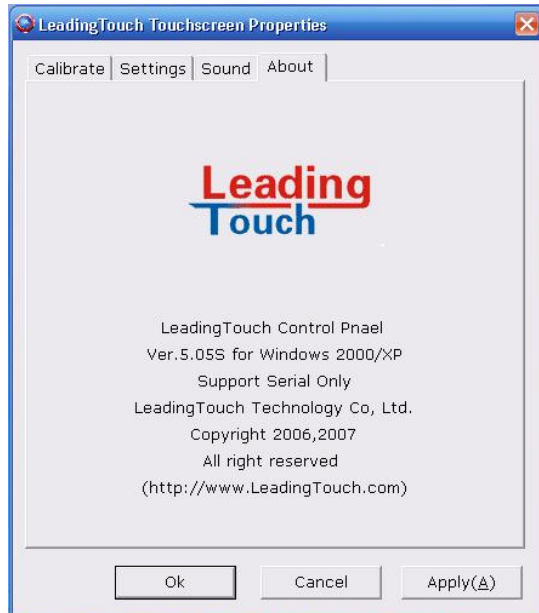 LeadingTouch Touchscreen Properties
Calibrate Settings Sound About
Leading
Touch
LeadingTouch Control Pnael
Ver.5.05S for Windows 2000/XP
Support Serial Only
LeadingTouch Technology Co, Ltd.
Copyright 2006,2007
All right reserved
(http://www.LeadingTouch.com)
Ok Cancel Apply(A)